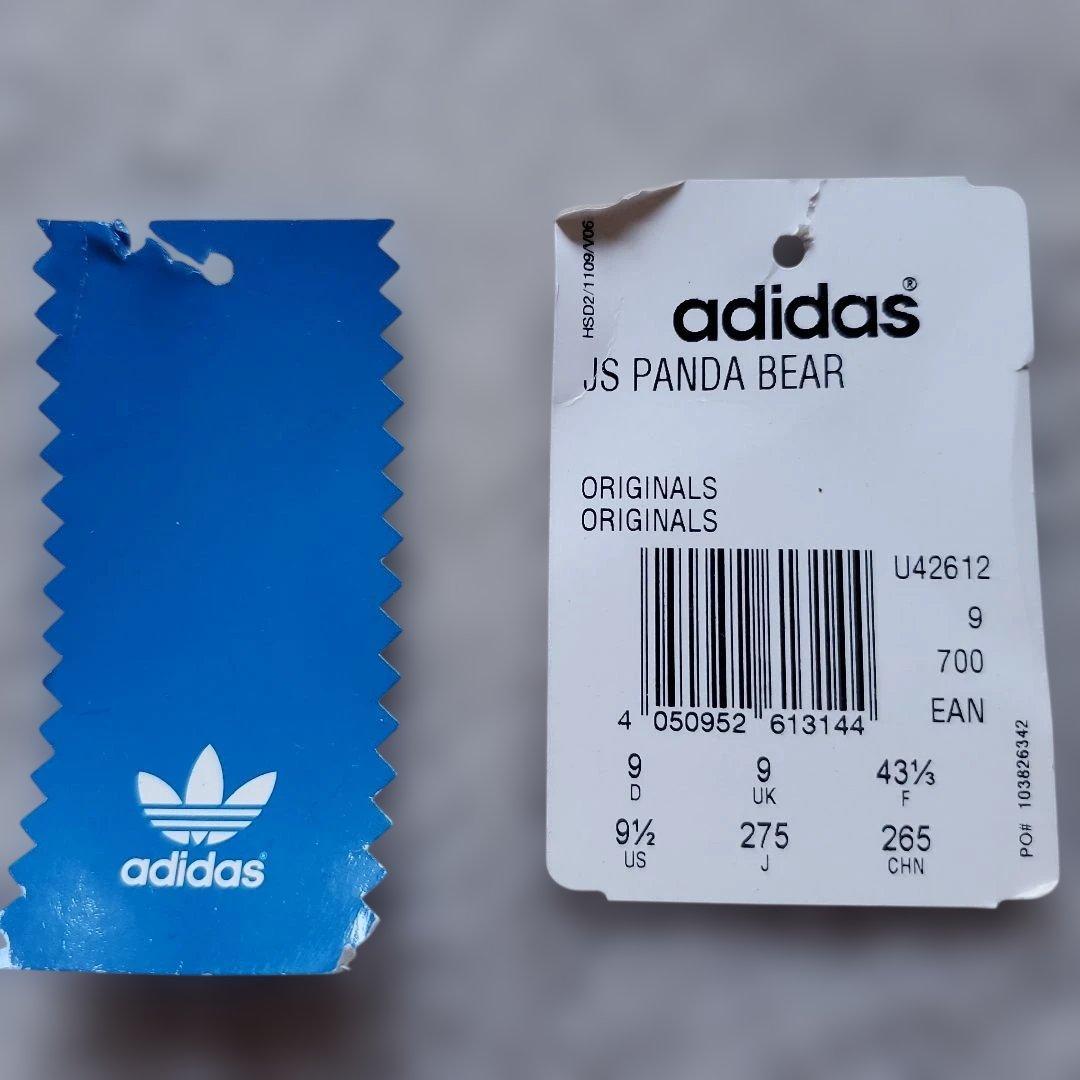 adidas
HSD2/1109/V06
adidas®
JS PANDA BEAR
ORIGINALS
ORIGINALS
U42612
9
700
EAN
4 050952 613144
9 9 43⅓
D UK F
9½ 275 265
US J CHN
PO# 103826342